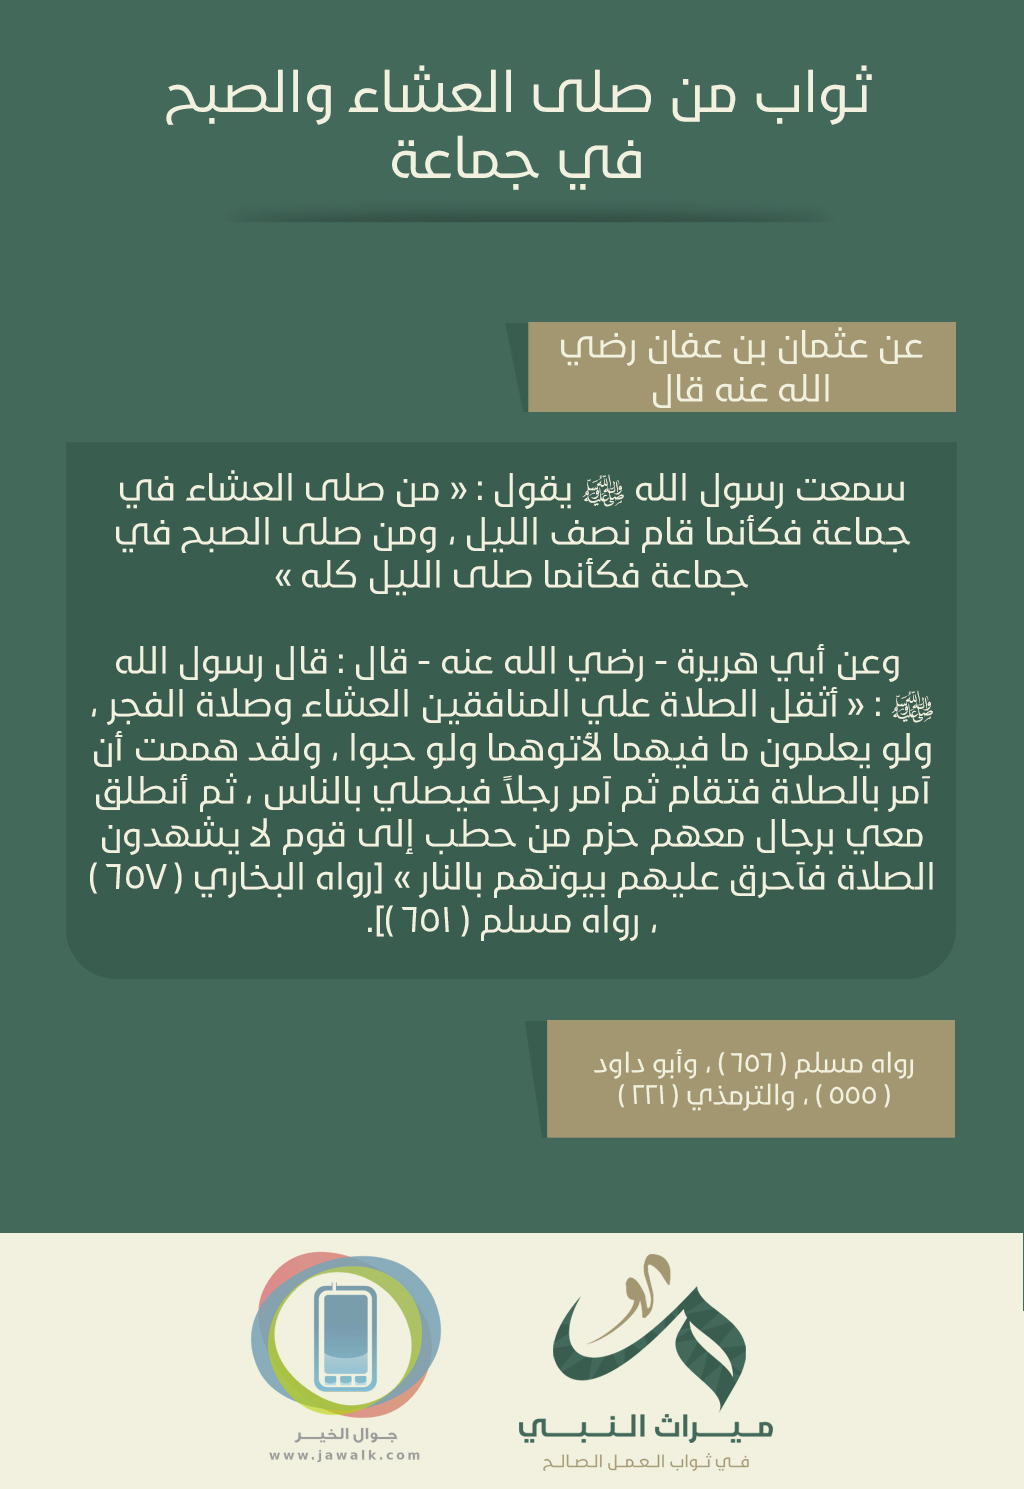 ثواب من صلى العشاء والصبح
في جماعة
عن عثمان بن عفان رضي
الله عنه قال
سمعت رسول الله ﷺ يقول : « من صلى العشاء في
جماعة فكأنما قام نصف الليل ، ومن صلى الصبح في
جماعة فكأنما صلى الليل كله »
وعن أبي هريرة - رضي الله عنه - قال : قال رسول الله
ﷺ : « أثقل الصلاة علي المنافقين العشاء وصلاة الفجر ،
ولو يعلمون ما فيهما لأتوهما ولو حبوا ، ولقد هممت أن
آمر بالصلاة فتقام ثم آمر رجلاً فيصلي بالناس ، ثم أنطلق
معي برجال معهم حزم من حطب إلى قوم لا يشهدون
الصلاة فآحرق عليهم بيوتهم بالنار » [رواه البخاري ( ٦٥٧ )
، رواه مسلم ( ٦٥١ )].
رواه مسلم ( ٦٥٦ ) ، وأبو داود
( ٥٥٥ ) ، والترمذي ( ٢٢١ )
ميراث النبي
في ثواب العمل الصالح
جوال الخير
www.jawalk.com